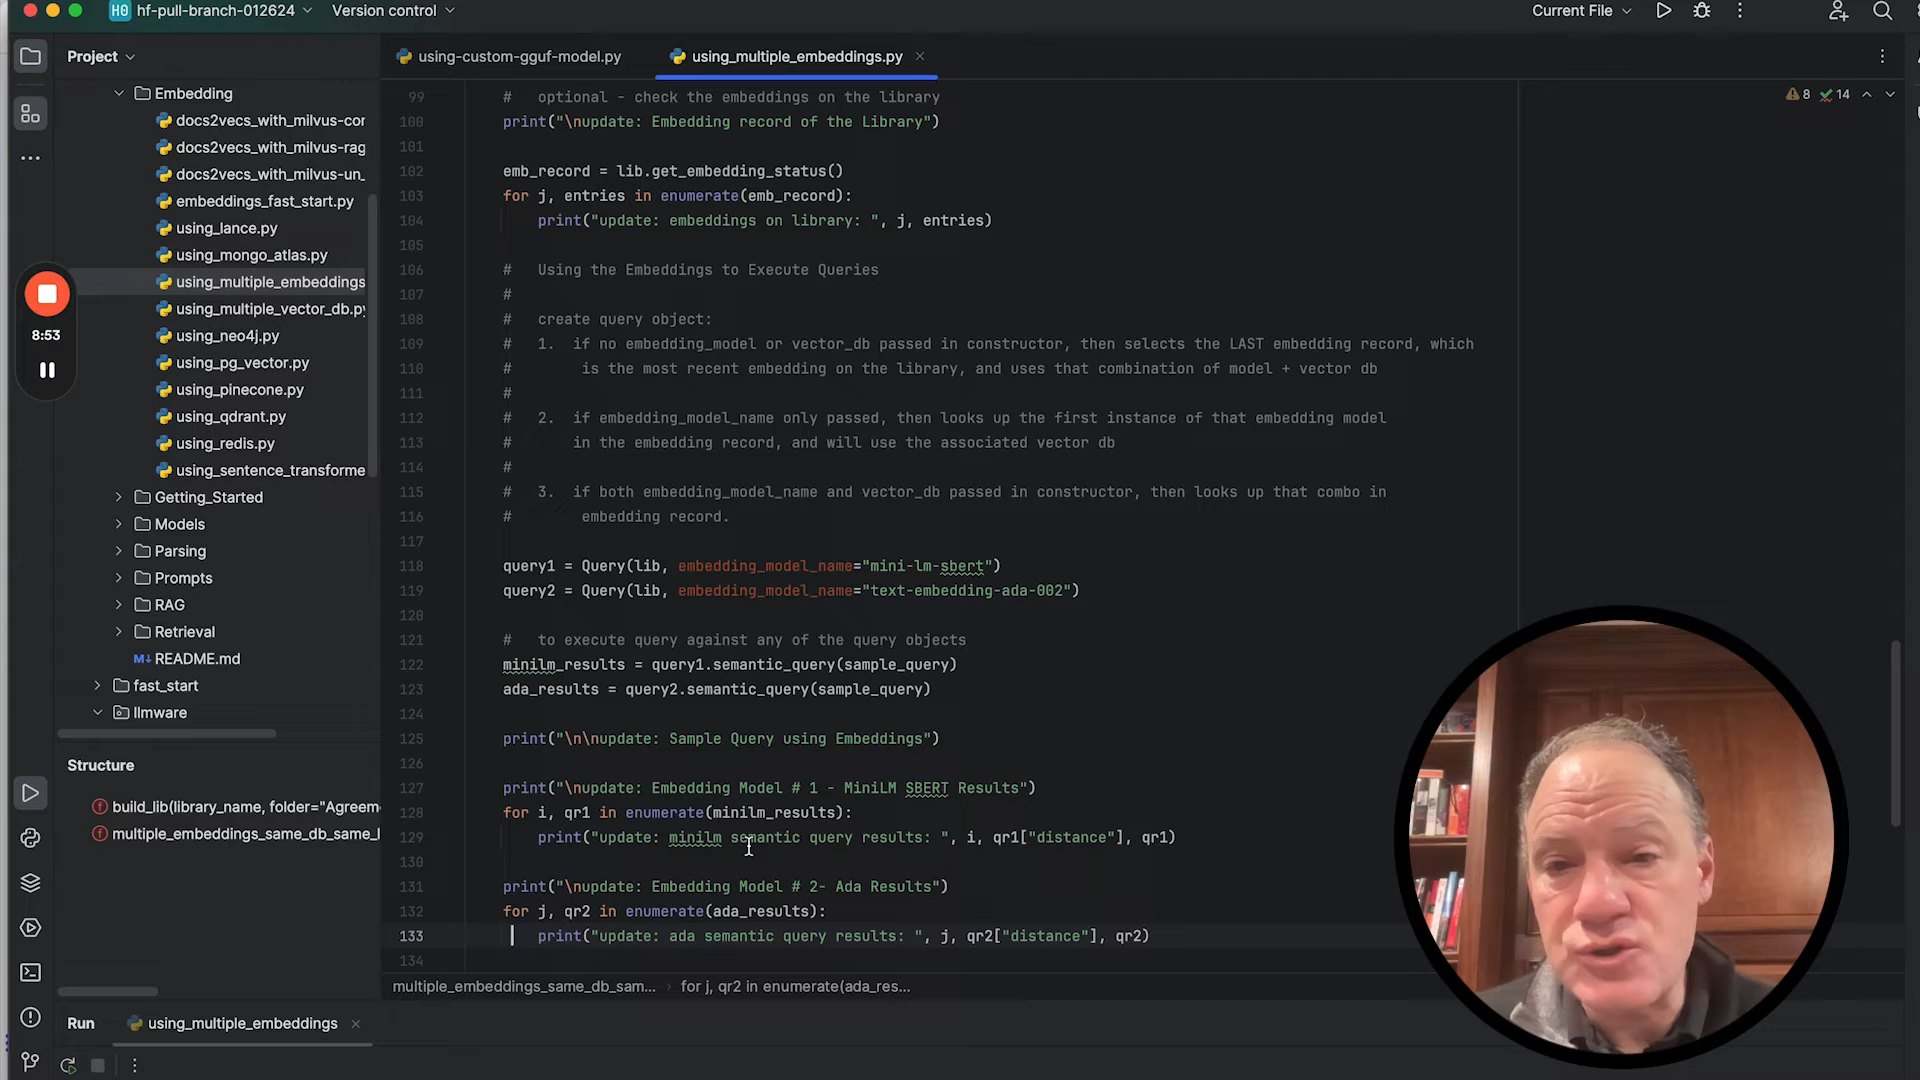 H0 hf-pull-branch-012624 Version control Current File
Project
using-custom-gguf-model.py using_multiple_embeddings.py
8 14
Embedding
docs2vecs_with_milvus-cor
docs2vecs_with_milvus-rag
docs2vecs_with_milvus-un_
embeddings_fast_start.py
using_lance.py
using_mongo_atlas.py
using_multiple_embeddings
using_multiple_vector_db.py
using_neo4j.py
using_pg_vector.py
using_pinecone.py
using_qdrant.py
using_redis.py
using_sentence_transforme
Getting_Started
Models
Parsing
Prompts
RAG
Retrieval
README.md
fast_start
llmware
8:53
Structure
build_lib(library_name, folder="Agreeme
multiple_embeddings_same_db_same_l
99 # optional - check the embeddings on the library
100 print("\nupdate: Embedding record of the Library")
101
102 emb_record = lib.get_embedding_status()
103 for j, entries in enumerate(emb_record):
104 print("update: embeddings on library: ", j, entries)
105
106 # Using the Embeddings to Execute Queries
107 #
108 # create query object:
109 # 1. if no embedding_model or vector_db passed in constructor, then selects the LAST embedding record, which
110 # is the most recent embedding on the library, and uses that combination of model + vector db
111 #
112 # 2. if embedding_model_name only passed, then looks up the first instance of that embedding model
113 # in the embedding record, and will use the associated vector db
114 #
115 # 3. if both embedding_model_name and vector_db passed in constructor, then looks up that combo in
116 # embedding record.
117
118 query1 = Query(lib, embedding_model_name="mini-lm-sbert")
119 query2 = Query(lib, embedding_model_name="text-embedding-ada-002")
120
121 # to execute query against any of the query objects
122 minilm_results = query1.semantic_query(sample_query)
123 ada_results = query2.semantic_query(sample_query)
124
125 print("\n\nupdate: Sample Query using Embeddings")
126
127 print("\nupdate: Embedding Model # 1 - MiniLM SBERT Results")
128 for i, qr1 in enumerate(minilm_results):
129 print("update: minilm semantic query results: ", i, qr1["distance"], qr1)
130
131 print("\nupdate: Embedding Model # 2- Ada Results")
132 for j, qr2 in enumerate(ada_results):
133 print("update: ada semantic query results: ", j, qr2["distance"], qr2)
134
multiple_embeddings_same_db_sam... for j, qr2 in enumerate(ada_res...
Run using_multiple_embeddings